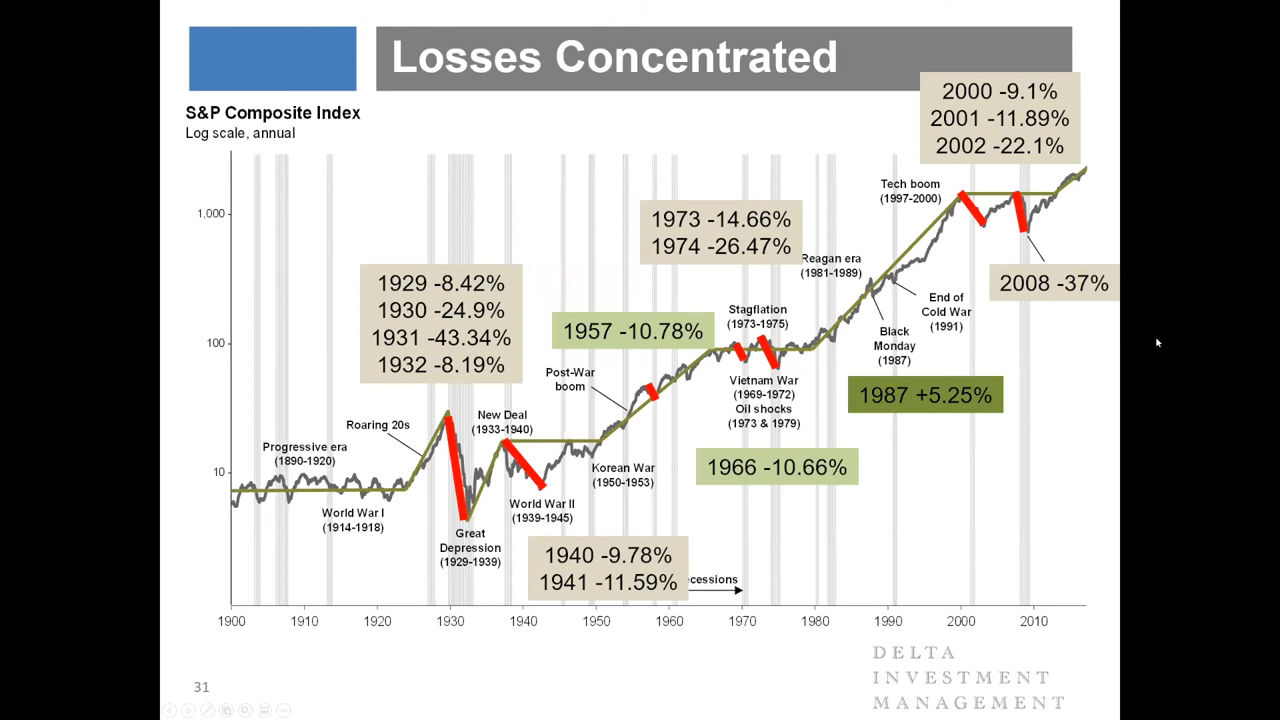 Losses Concentrated
S&P Composite Index
Log scale, annual
2000 -9.1%
2001 -11.89%
2002 -22.1%
Tech boom
(1997-2000)
1,000
1973 -14.66%
1974 -26.47%
Reagan era
(1981-1989)
2008 -37%
1929 -8.42%
1930 -24.9%
1931 -43.34%
1932 -8.19%
End of
Cold War
(1991)
Stagflation
(1973-1975)
1957 -10.78%
Black
Monday
(1987)
100
Post-War
boom
Vietnam War
(1969-1972)
Oil shocks
(1973 & 1979)
1987 +5.25%
New Deal
(1933-1940)
Roaring 20s
Progressive era
(1890-1920)
10
Korean War
(1950-1953)
1966 -10.66%
World War I
(1914-1918)
World War II
(1939-1945)
Great
Depression
(1929-1939)
1940 -9.78%
1941 -11.59%
ecessions
1900 1910 1920 1930 1940 1950 1960 1970 1980 1990 2000 2010
DELTA
INVESTMENT
MANAGEMENT
31